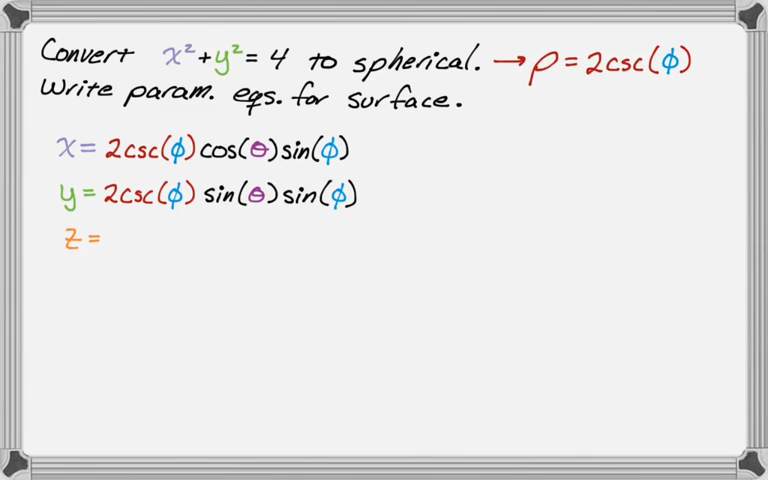 Convert x²+y²=4 to spherical. → ρ=2csc(ϕ)
Write param. eqs. for surface.
x= 2csc(ϕ)cos(θ)sin(ϕ)
y= 2csc(ϕ) sin(θ)sin(ϕ)
z=